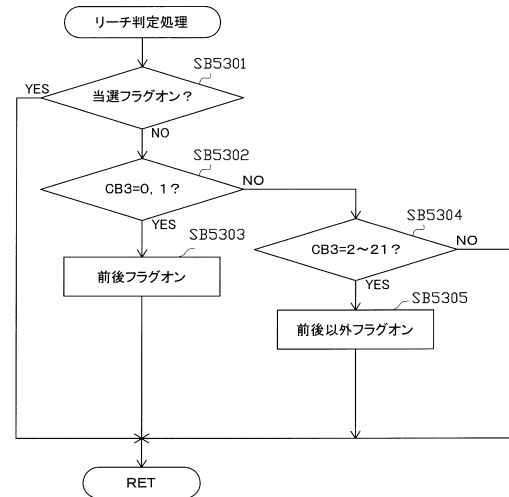 リーチ判定処理
SB5301
YES
当選フラグオン?
NO
SB5302
CB3=0, 1?
NO
YES
SB5303
SB5304
CB3=2~21?
NO
前後フラグオン
YES
SB5305
前後以外フラグオン
RET